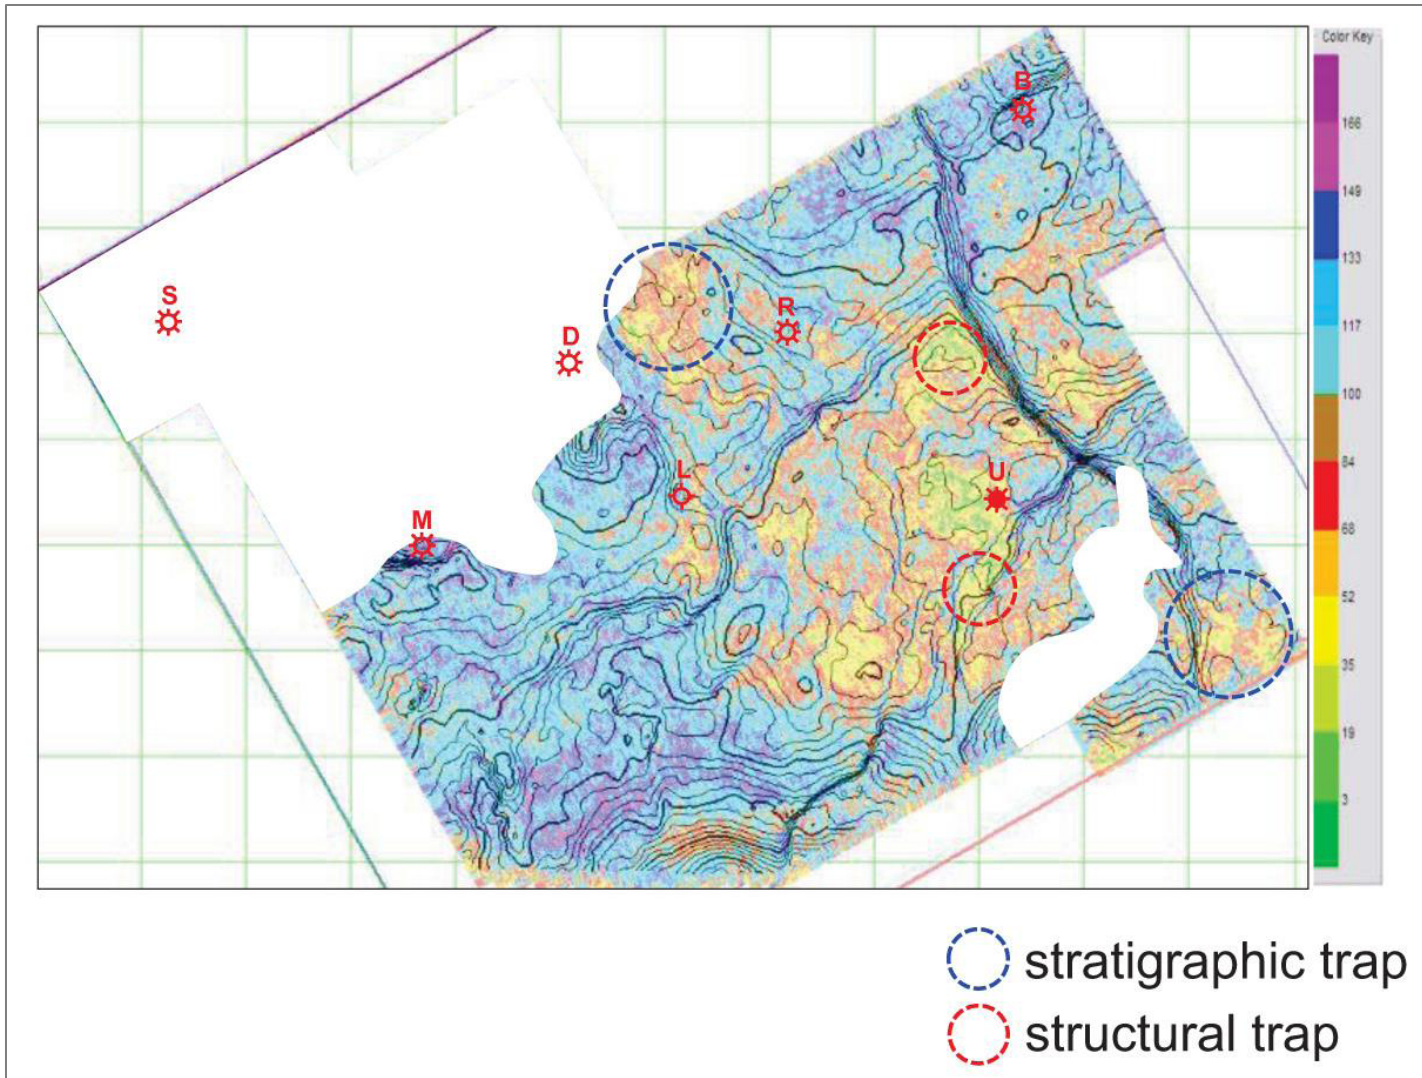 Color Key
B
166
149
S
133
R
D
117
100
L
U
84
68
M
52
35
19
3
stratigraphic trap
structural trap